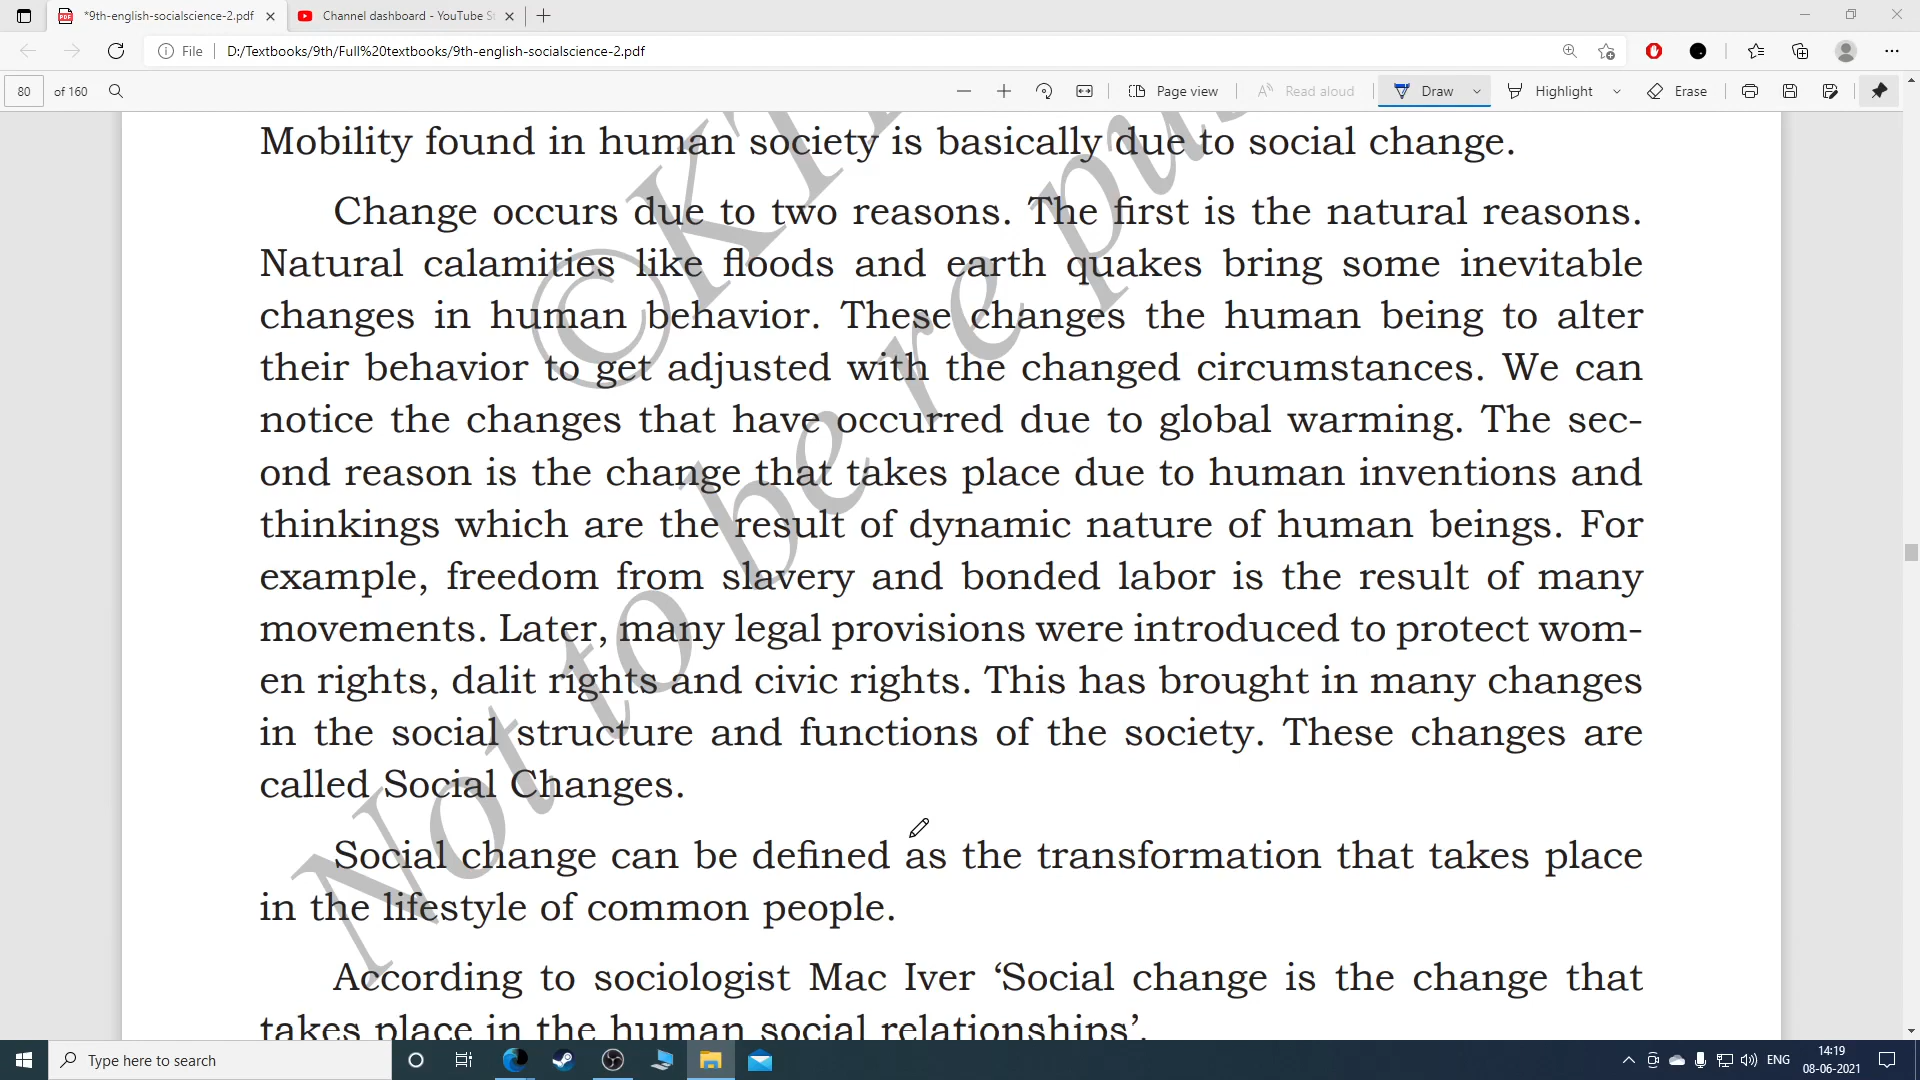 *9th-english-socialscience-2.pdf
Channel dashboard - YouTube St
File
D:/Textbooks/9th/Full%20textbooks/9th-english-socialscience-2.pdf
80 of 160
Page view
Read aloud
Draw
Highlight
Erase
Mobility found in human society is basically due to social change.
Change occurs due to two reasons. The first is the natural reasons.
Natural calamities like floods and earth quakes bring some inevitable
changes in human behavior. These changes the human being to alter
their behavior to get adjusted with the changed circumstances. We can
notice the changes that have occurred due to global warming. The sec-
ond reason is the change that takes place due to human inventions and
thinkings which are the result of dynamic nature of human beings. For
example, freedom from slavery and bonded labor is the result of many
movements. Later, many legal provisions were introduced to protect wom-
en rights, dalit rights and civic rights. This has brought in many changes
in the social structure and functions of the society. These changes are
called Social Changes.
Social change can be defined as the transformation that takes place
in the lifestyle of common people.
According to sociologist Mac Iver ‘Social change is the change that
takes place in the human social relationships’.
Not to be re pu
Type here to search
ENG
14:19
08-06-2021